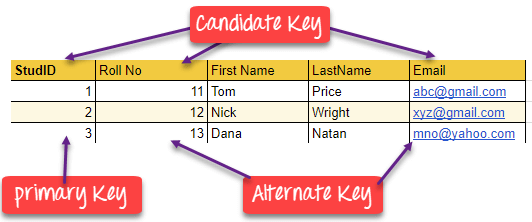 Candidate Key
StudID Roll No First Name LastName Email
1 11 Tom Price abc@gmail.com
2 12 Nick Wright xyz@gmail.com
3 13 Dana Natan mno@yahoo.com
primary Key Alternate Key